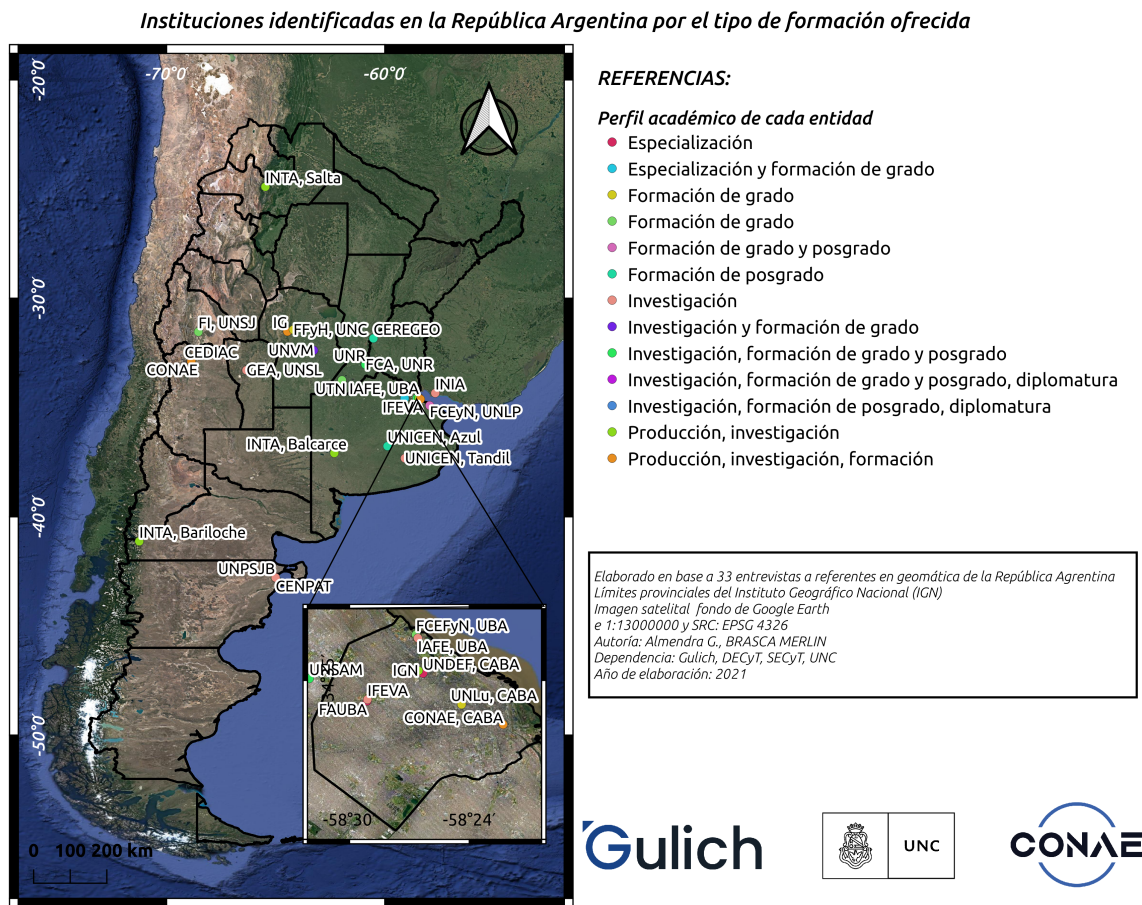 Instituciones identificadas en la República Argentina por el tipo de formación ofrecida
-70°0′
-60°0′
-20°0′
-30°0′
-40°0′
-50°0′
INTA, Salta
FI, UNSJ
IG
FFyH, UNC
CEREGEO
CEDIAC
UNVM
UNR
CONAE
GEA, UNSL
FCA, UNR
UTN
IAFE, UBA
INIA
IFEVA
FCEyN, UNLP
UNICEN, Azul
INTA, Balcarce
UNICEN, Tandil
INTA, Bariloche
UNPSJB
CENPAT
FCEFyN, UBA
IAFE, UBA
UNSAM
IGN
UNDEF, CABA
IFEVA
UNLu, CABA
FAUBA
CONAE, CABA
-58°30′
-58°24′
0 100 200 km
REFERENCIAS:
Perfil académico de cada entidad
Especialización
Especialización y formación de grado
Formación de grado
Formación de grado
Formación de grado y posgrado
Formación de posgrado
Investigación
Investigación y formación de grado
Investigación, formación de grado y posgrado
Investigación, formación de grado y posgrado, diplomatura
Investigación, formación de posgrado, diplomatura
Producción, investigación
Producción, investigación, formación
Elaborado en base a 33 entrevistas a referentes en geomática de la República Agrentina
Límites provinciales del Instituto Geográfico Nacional (IGN)
Imagen satelital fondo de Google Earth
e 1:13000000 y SRC: EPSG 4326
Autoría: Almendra G., BRASCA MERLIN
Dependencia: Gulich, DECyT, SECyT, UNC
Año de elaboración: 2021
Gulich
UNC
CONAE